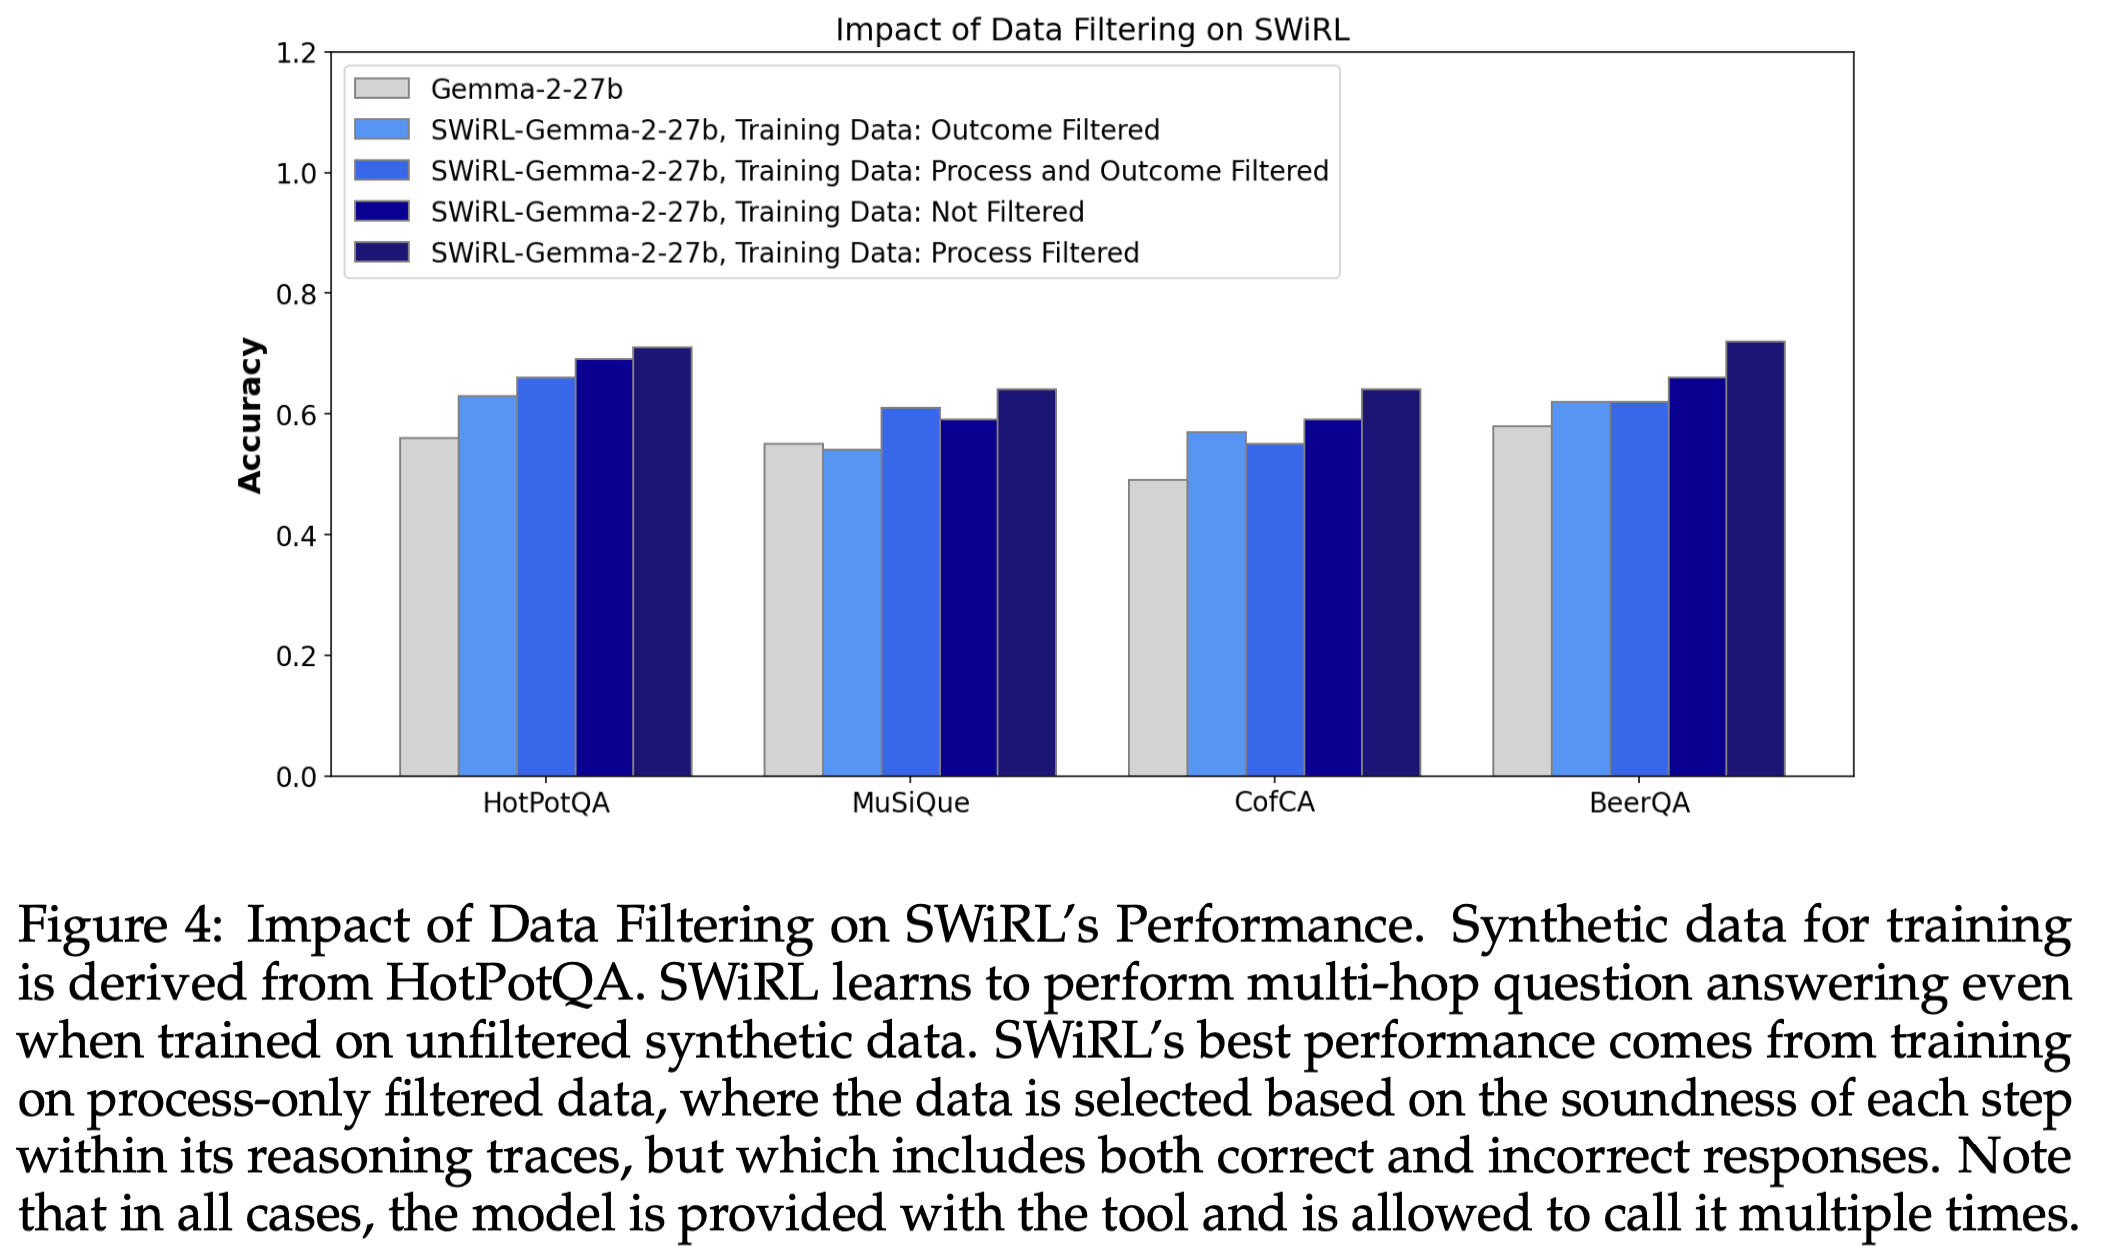 Impact of Data Filtering on SWiRL
1.2
1.0
0.8
0.6
0.4
0.2
0.0
Accuracy
Gemma-2-27b
SWiRL-Gemma-2-27b, Training Data: Outcome Filtered
SWiRL-Gemma-2-27b, Training Data: Process and Outcome Filtered
SWiRL-Gemma-2-27b, Training Data: Not Filtered
SWiRL-Gemma-2-27b, Training Data: Process Filtered
HotPotQA
MuSiQue
CofCA
BeerQA
Figure 4: Impact of Data Filtering on SWiRL’s Performance. Synthetic data for training
is derived from HotPotQA. SWiRL learns to perform multi-hop question answering even
when trained on unfiltered synthetic data. SWiRL’s best performance comes from training
on process-only filtered data, where the data is selected based on the soundness of each step
within its reasoning traces, but which includes both correct and incorrect responses. Note
that in all cases, the model is provided with the tool and is allowed to call it multiple times.